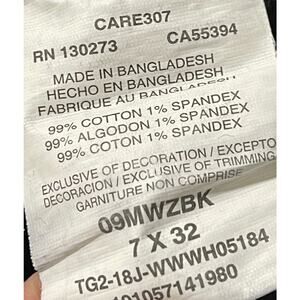 CARE307
RN 130273 CA55394
MADE IN BANGLADESH
HECHO EN BANGLADESH
FABRIQUE AU BANGLADESH
99% COTTON 1% SPANDEX
99% ALGODON 1% SPANDEX
99% COTON 1% SPANDEX
EXCLUSIVE OF DECORATION / EXCEPTO
DECORACION / EXCLUSIVE OF TRIMMING
GARNITURE NON COMPRISE
09MWZBK
7 X 32
TG2-18J-WWWH05184
101057141980